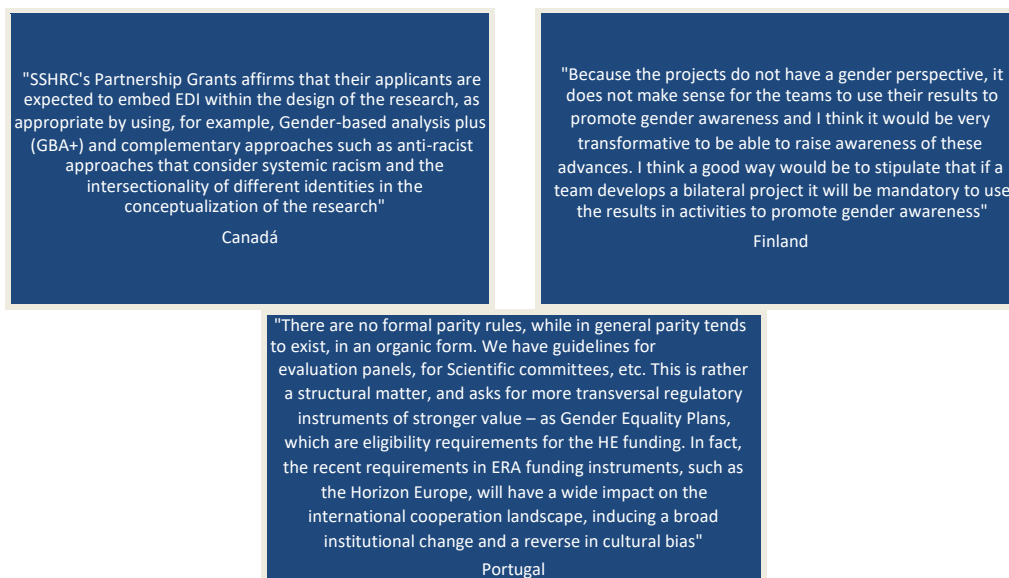 "SSHRC's Partnership Grants affirms that their applicants are
expected to embed EDI within the design of the research, as
appropriate by using, for example, Gender-based analysis plus
(GBA+) and complementary approaches such as anti-racist
approaches that consider systemic racism and the
intersectionality of different identities in the
conceptualization of the research"
Canadá
"Because the projects do not have a gender perspective, it
does not make sense for the teams to use their results to
promote gender awareness and I think it would be very
transformative to be able to raise awareness of these
advances. I think a good way would be to stipulate that if a
team develops a bilateral project it will be mandatory to use
the results in activities to promote gender awareness"
Finland
"There are no formal parity rules, while in general parity tends
to exist, in an organic form. We have guidelines for
evaluation panels, for Scientific committees, etc. This is rather
a structural matter, and asks for more transversal regulatory
instruments of stronger value – as Gender Equality Plans,
which are eligibility requirements for the HE funding. In fact,
the recent requirements in ERA funding instruments, such as
the Horizon Europe, will have a wide impact on the
international cooperation landscape, inducing a broad
institutional change and a reverse in cultural bias"
Portugal